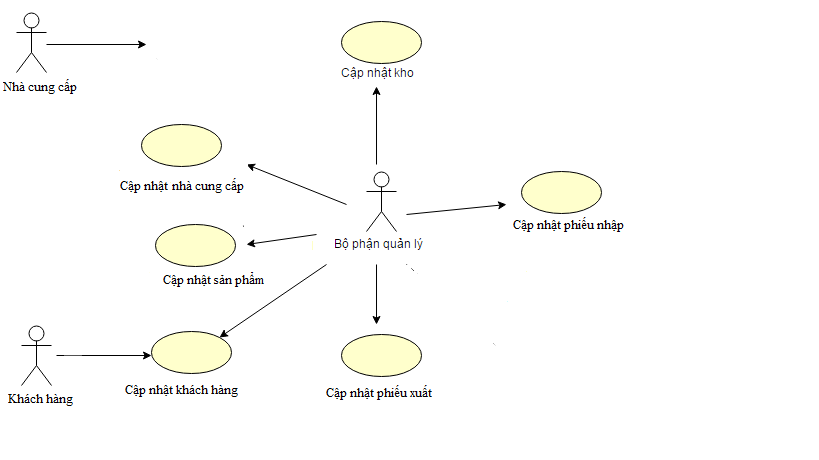 Cập nhật kho
Nhà cung cấp
Cập nhật nhà cung cấp
Cập nhật phiếu nhập
Bộ phận quản lý
Cập nhật sản phẩm
Cập nhật khách hàng
Cập nhật phiếu xuất
Khách hàng